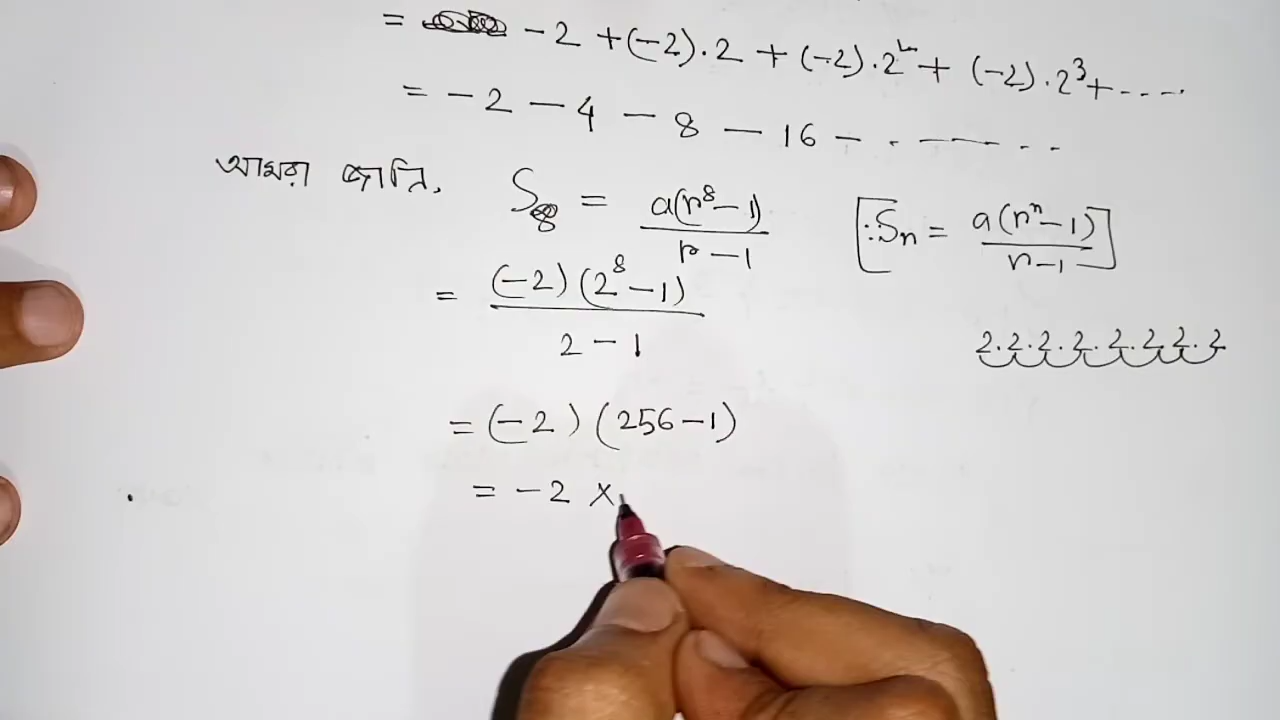 = -2 +(-2).2 + (-2).2² + (-2).2³+-----
= -2 - 4 - 8 - 16 - . ----- . .
আমরা জানি, S₈ = a(r⁸-1)/r-1 [∵Sₙ = a(rⁿ-1)/r-1]
= (-2)(2⁸-1)/2-1
2.2.2.2.2.2.2.2
= (-2) (256-1)
= -2 ×